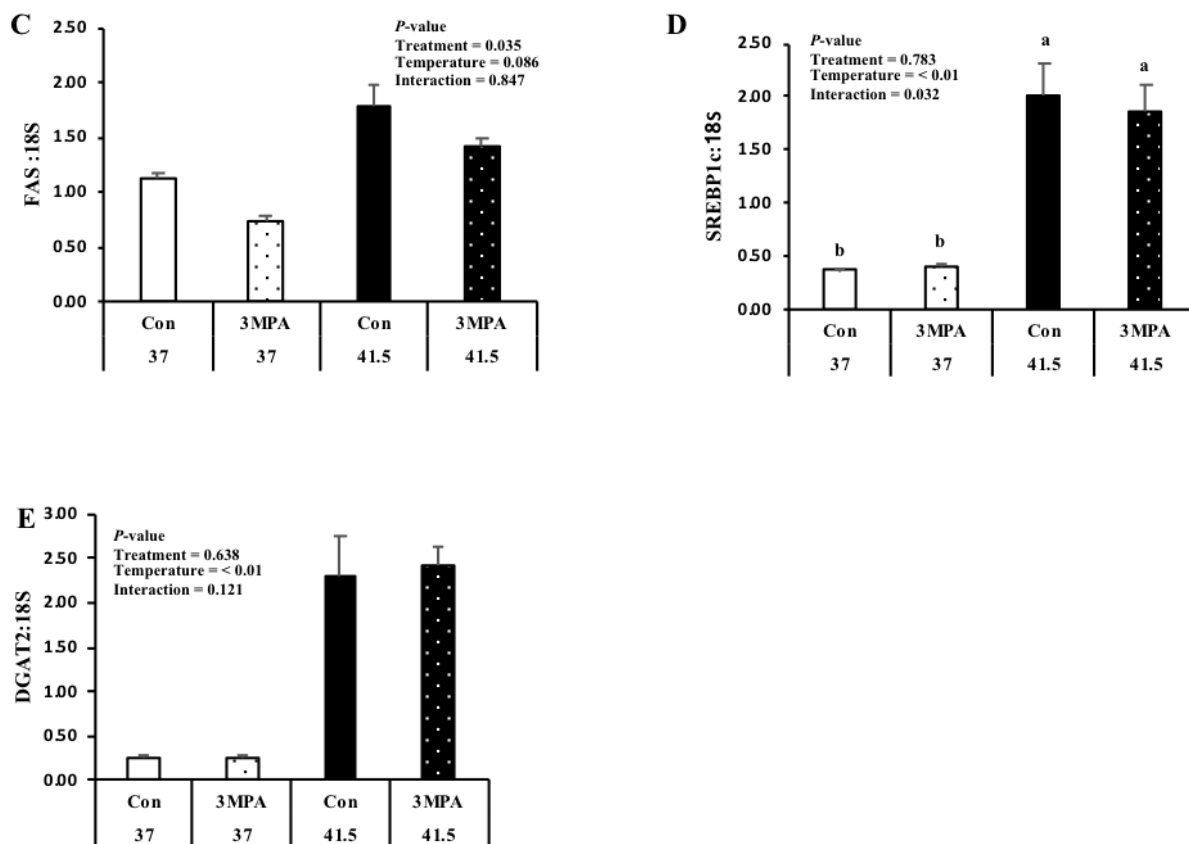 C
2.50
2.00
1.50
1.00
0.50
0.00
FAS :18S
P-value
Treatment = 0.035
Temperature = 0.086
Interaction = 0.847
Con 3MPA Con 3MPA
37 37 41.5 41.5
D
2.50
2.00
1.50
1.00
0.50
0.00
SREBP1c:18S
P-value
Treatment = 0.783
Temperature = < 0.01
Interaction = 0.032
b b a a
Con 3MPA Con 3MPA
37 37 41.5 41.5
E
3.00
2.50
2.00
1.50
1.00
0.50
0.00
DGAT2:18S
P-value
Treatment = 0.638
Temperature = < 0.01
Interaction = 0.121
Con 3MPA Con 3MPA
37 37 41.5 41.5